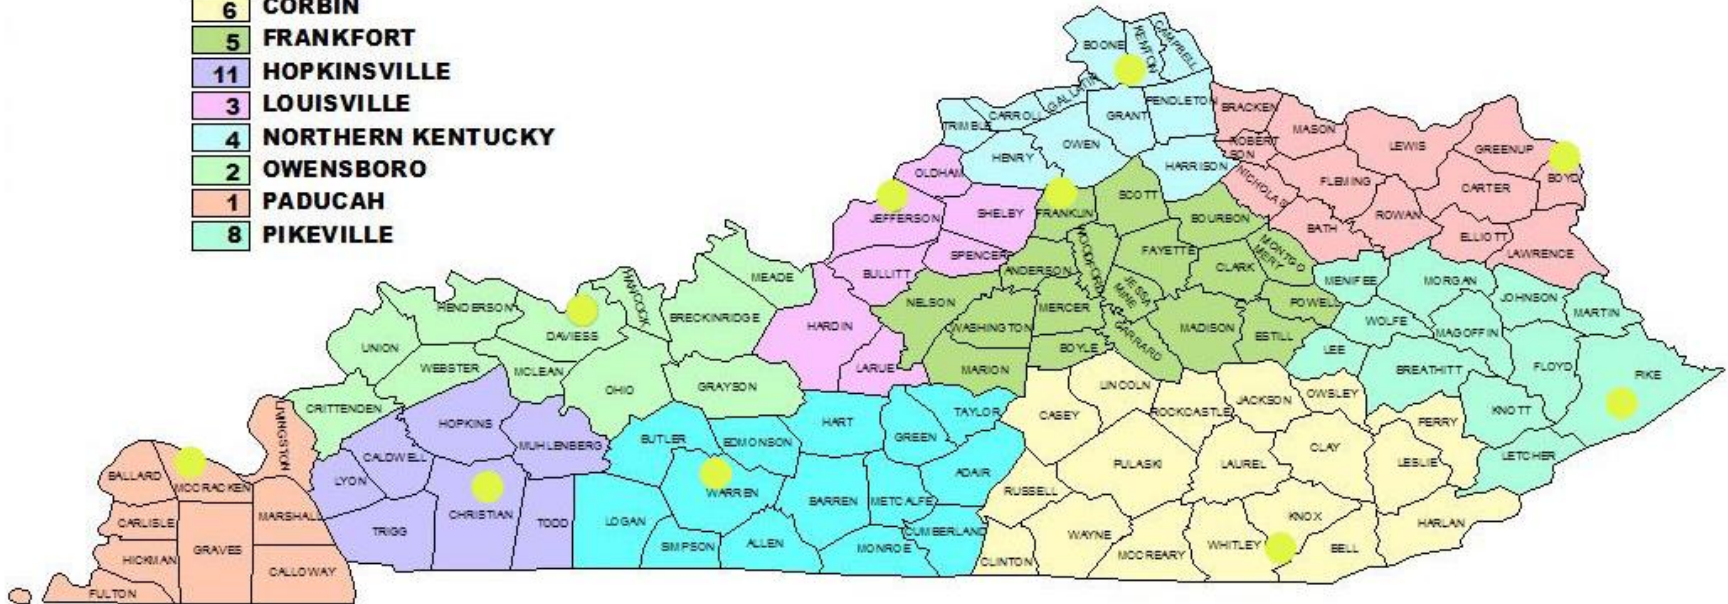 6 CORBIN
5 FRANKFORT
11 HOPKINSVILLE
3 LOUISVILLE
4 NORTHERN KENTUCKY
2 OWENSBORO
1 PADUCAH
8 PIKEVILLE
BOONE
KENTON
CAMPBELL
GALLATIN
CARROLL
TRIMBLE
GRANT
PENDLETON
OWEN
HENRY
HARRISON
BRACKEN
MASON
ROBERT
SON
LEWIS
GREENUP
BOYD
NICHOLAS
FLEMING
CARTER
ROWAN
BATH
ELLIOTT
LAWRENCE
OLDHAM
JEFFERSON
SHELBY
SPENCER
BULLITT
HARDIN
LARUE
FRANKLIN
SCOTT
BOURBON
WOODFORD
FAYETTE
CLARK
MONTGO
MERY
ANDERSON
JESSA
MINE
NELSON
MERCER
WASHINGTON
MADISON
POWELL
ESTILL
GARRARD
BOYLE
MARION
MENIFEE
MORGAN
JOHNSON
MARTIN
WOLFE
MAGOFFIN
LEE
BREATHITT
FLOYD
PIKE
KNOTT
LETCHER
MEADE
BRECKINRIDGE
HANCOCK
HENDERSON
DAVIESS
UNION
WEBSTER
MCLEAN
OHIO
GRAYSON
CRITTENDEN
LIVINGSTON
BALLARD
MCCRACKEN
CARLISLE
MARSHALL
HICKMAN
GRAVES
CALLOWAY
FULTON
HOPKINS
MUHLENBERG
CALDWELL
LYON
TRIGG
CHRISTIAN
TODD
BUTLER
EDMONSON
HART
GREEN
TAYLOR
ADAIR
WARREN
BARREN
METCALFE
LOGAN
SIMPSON
ALLEN
MONROE
CUMBERLAND
LINCOLN
CASEY
ROCKCASTLE
JACKSON
OWSLEY
PERRY
PULASKI
LAUREL
CLAY
LESLIE
RUSSELL
WAYNE
KNOX
HARLAN
CLINTON
MCCREARY
WHITLEY
BELL